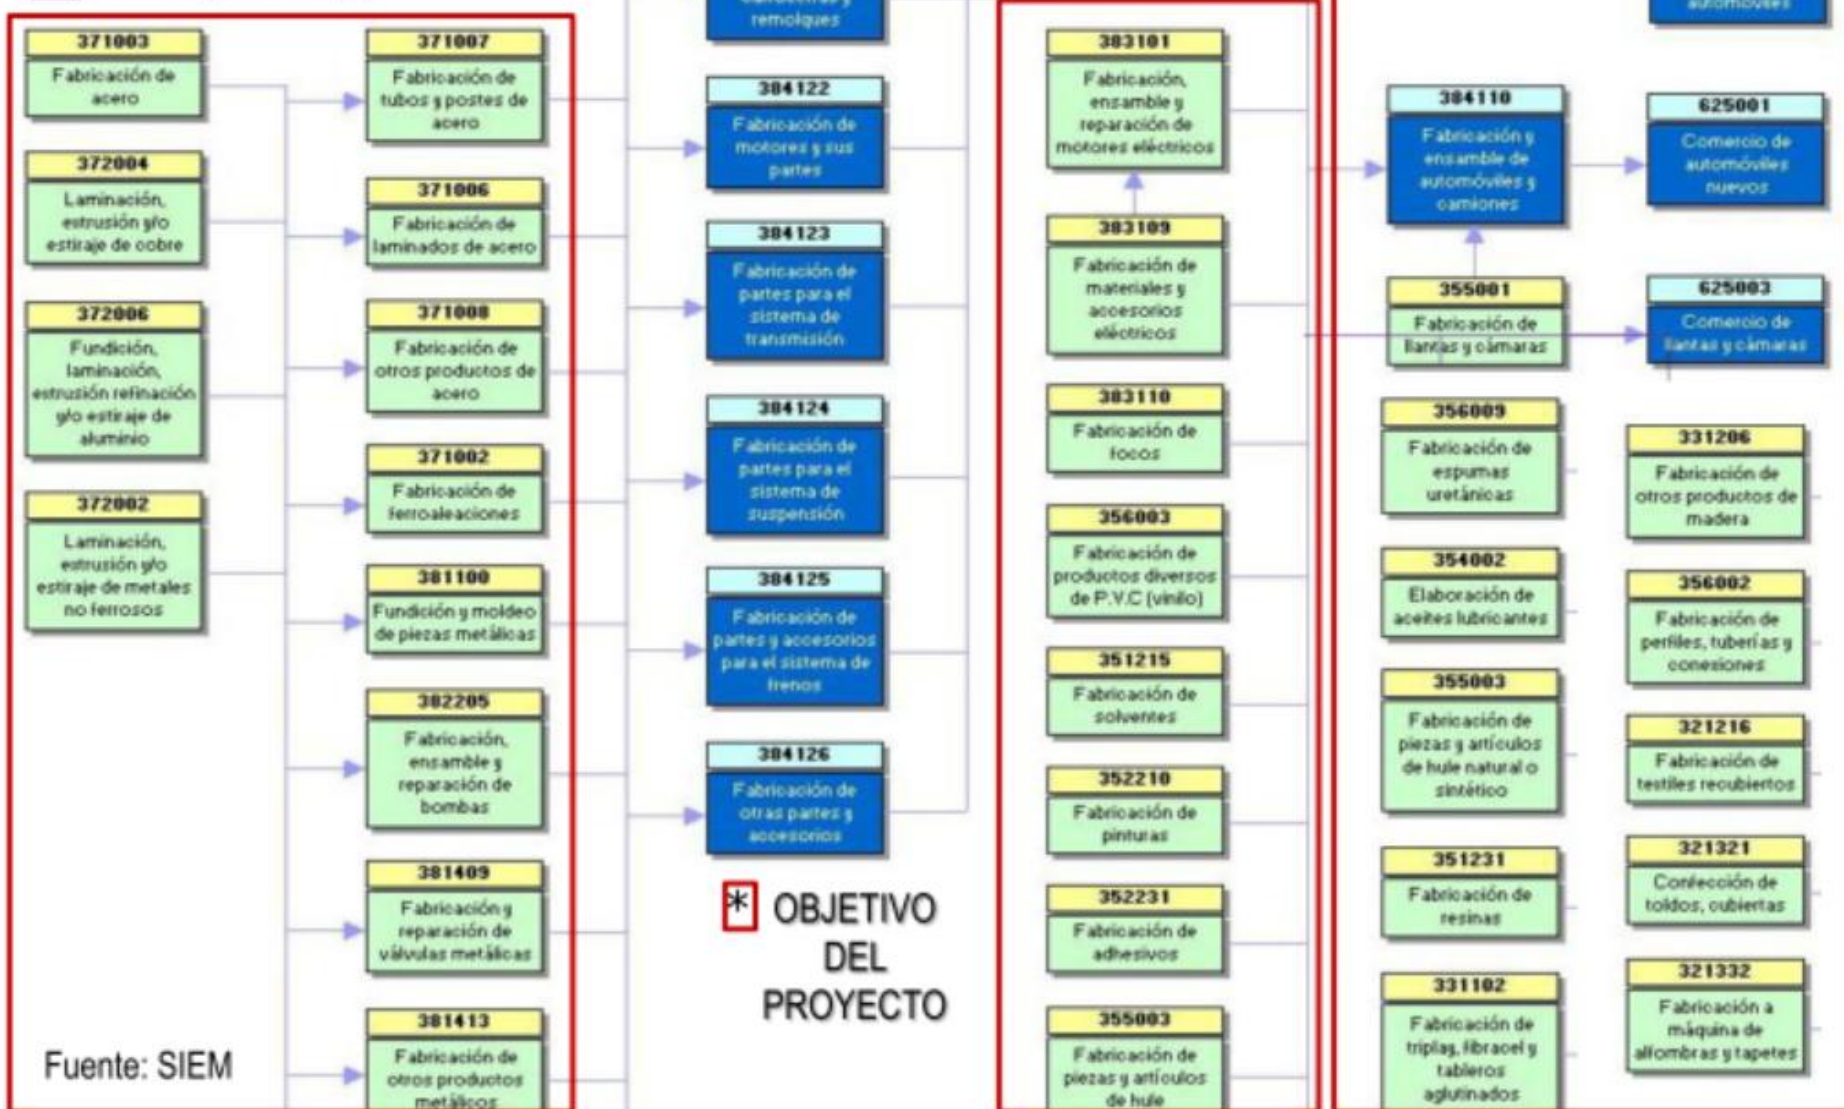 371003
Fabricación de
acero
372004
Laminación,
estrusión y/o
estiraje de cobre
372006
Fundición,
laminación,
estrusión refinación
y/o estiraje de
aluminio
372002
Laminación,
estrusión y/o
estiraje de metales
no ferrosos
Fuente: SIEM
371007
Fabricación de
tubos y postes de
acero
371006
Fabricación de
laminados de acero
371008
Fabricación de
otros productos de
acero
371002
Fabricación de
ferroaleaciones
381100
Fundición y moldeo
de piezas metálicas
382205
Fabricación,
ensamble y
reparación de
bombas
381409
Fabricación y
reparación de
válvulas metálicas
381413
Fabricación de
otros productos
metálicos
remolques
384122
Fabricación de
motores y sus
partes
384123
Fabricación de
partes para el
sistema de
transmisión
384124
Fabricación de
partes para el
sistema de
suspensión
384125
Fabricación de
partes y accesorios
para el sistema de
frenos
384126
Fabricación de
otras partes y
accesorios
* OBJETIVO
DEL
PROYECTO
383101
Fabricación,
ensamble y
reparación de
motores eléctricos
383109
Fabricación de
materiales y
accesorios
eléctricos
383110
Fabricación de
focos
356003
Fabricación de
productos diversos
de P.V.C (vinilo)
351215
Fabricación de
solventes
352210
Fabricación de
pinturas
352231
Fabricación de
adhesivos
355003
Fabricación de
piezas y artículos
de hule
384110
Fabricación y
ensamble de
automóviles y
camiones
355001
Fabricación de
llantas y cámaras
356009
Fabricación de
espumas
uretánicas
354002
Elaboración de
aceites lubricantes
355003
Fabricación de
piezas y artículos
de hule natural o
sintético
351231
Fabricación de
resinas
331102
Fabricación de
triplay, fibracel y
tableros
aglutinados
automóviles
625001
Comercio de
automóviles
nuevos
625003
Comercio de
llantas y cámaras
331206
Fabricación de
otros productos de
madera
356002
Fabricación de
perfiles, tuberías y
conexiones
321216
Fabricación de
testiles recubiertos
321321
Confección de
toldos, cubiertas
321332
Fabricación a
máquina de
alfombras y tapetes